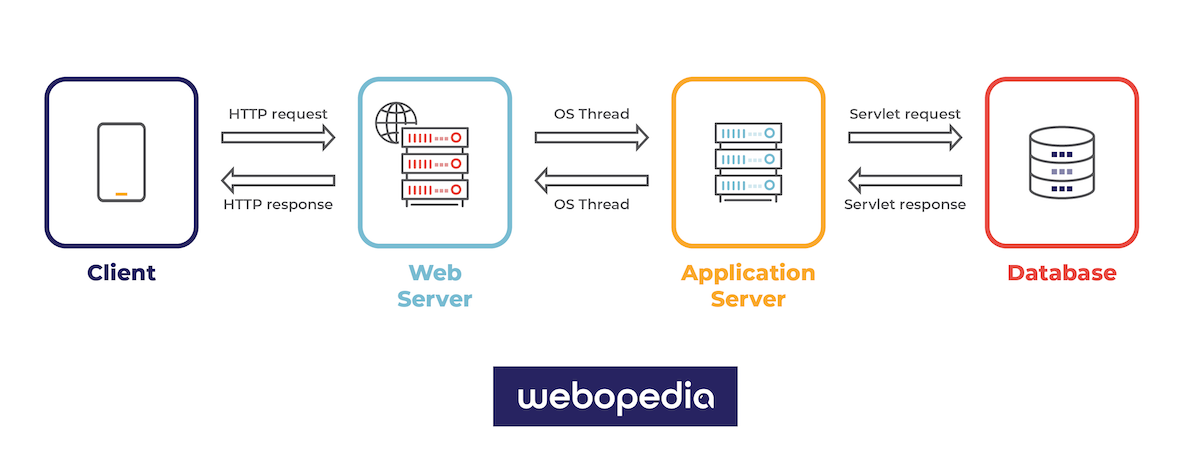 HTTP request
OS Thread
Servlet request
HTTP response
OS Thread
Servlet response
Client
Web
Server
Application
Server
Database
webopedia